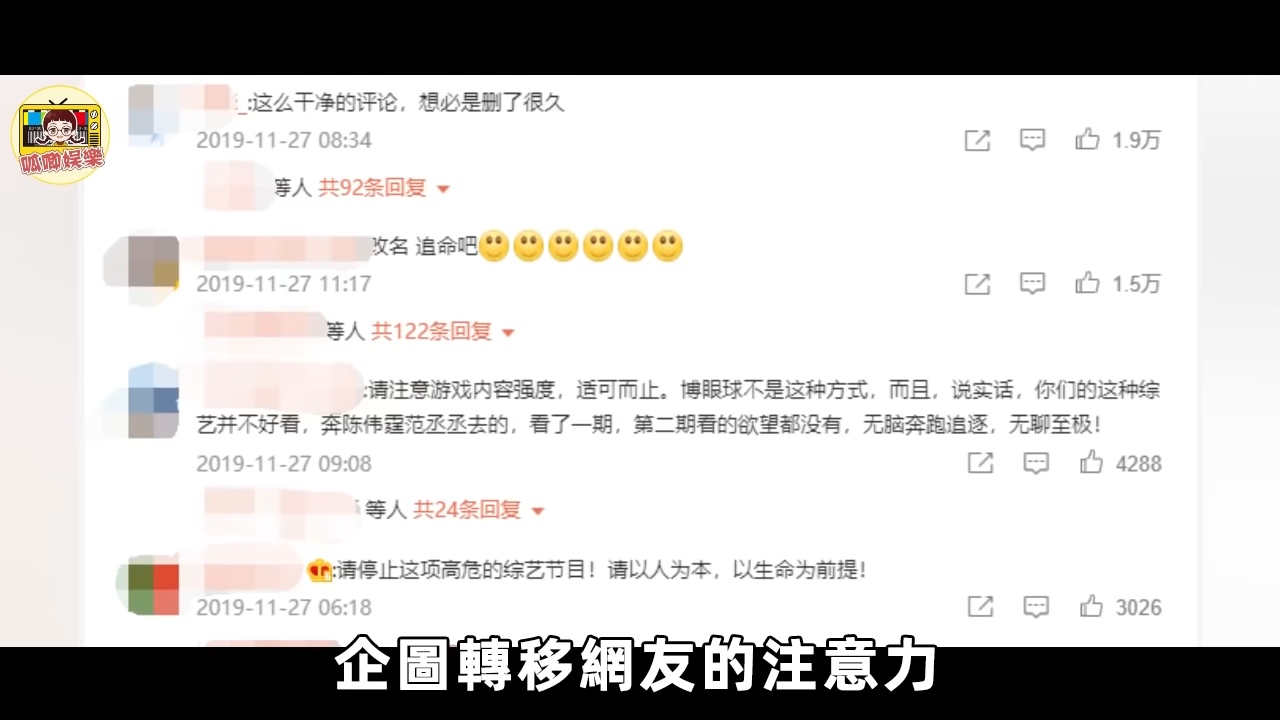 呱唧娱樂
_:这么干净的评论，想必是删了很久
2019-11-27 08:34
1.9万
等人 共92条回复
改名 追命吧
2019-11-27 11:17
1.5万
等人 共122条回复
:请注意游戏内容强度，适可而止。博眼球不是这种方式，而且，说实话，你们的这种综
艺并不好看，奔陈伟霆范丞丞去的，看了一期，第二期看的欲望都没有，无脑奔跑追逐，无聊至极！
2019-11-27 09:08
4288
等人 共24条回复
:请停止这项高危的综艺节目！请以人为本，以生命为前提！
2019-11-27 06:18
3026
企圖轉移網友的注意力